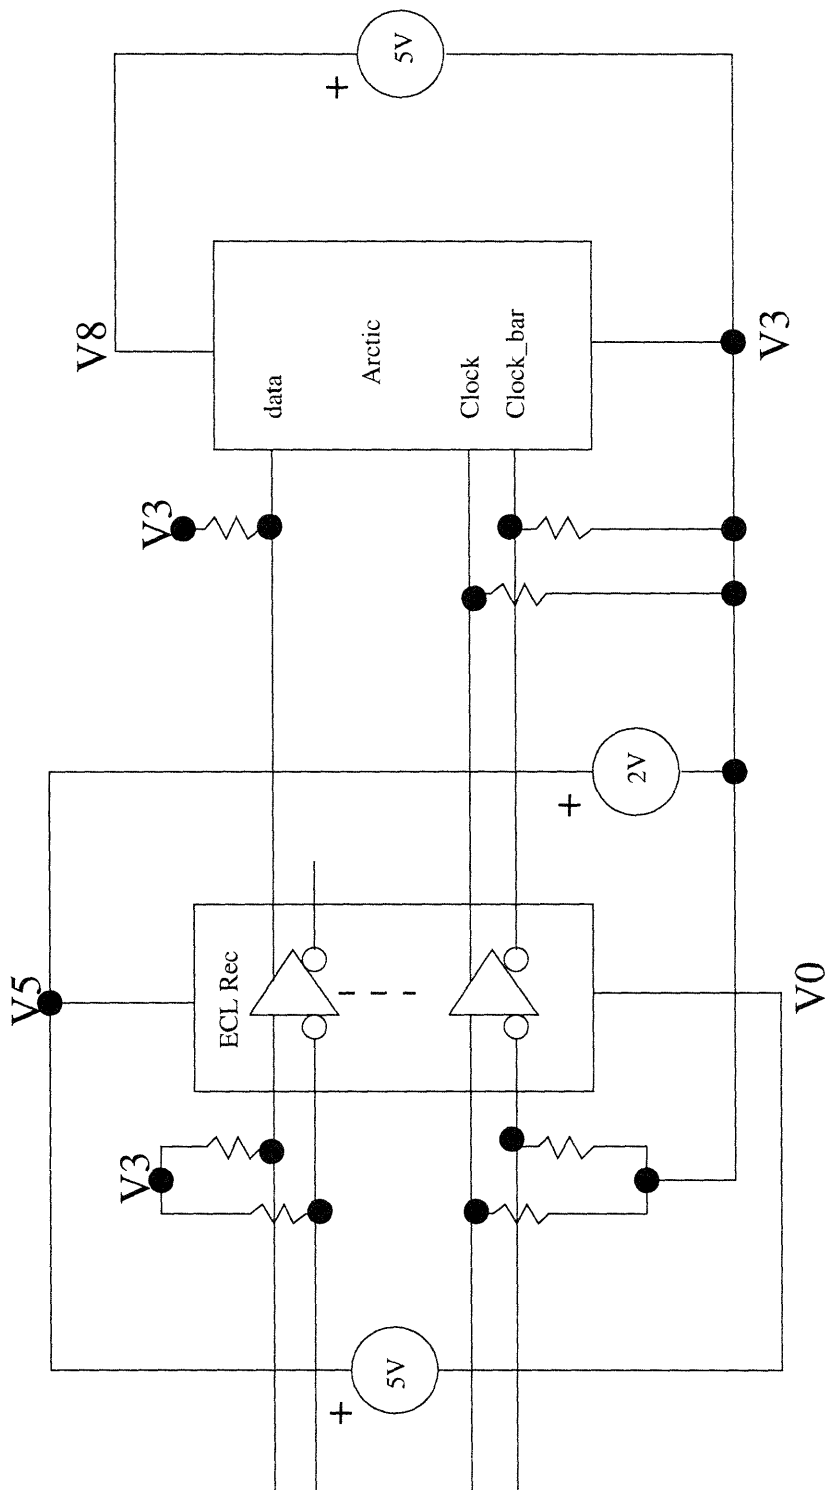 5V
+
V8
V3
data
Arctic
Clock
Clock_bar
V3
2V
+
V5
ECL Rec
V0
V3
5V
+